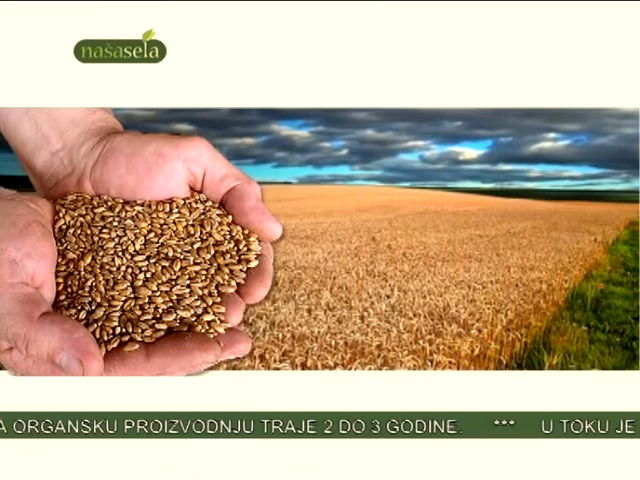 našasela
A ORGANSKU PROIZVODNJU TRAJE 2 DO 3 GODINE. *** U TOKU JE